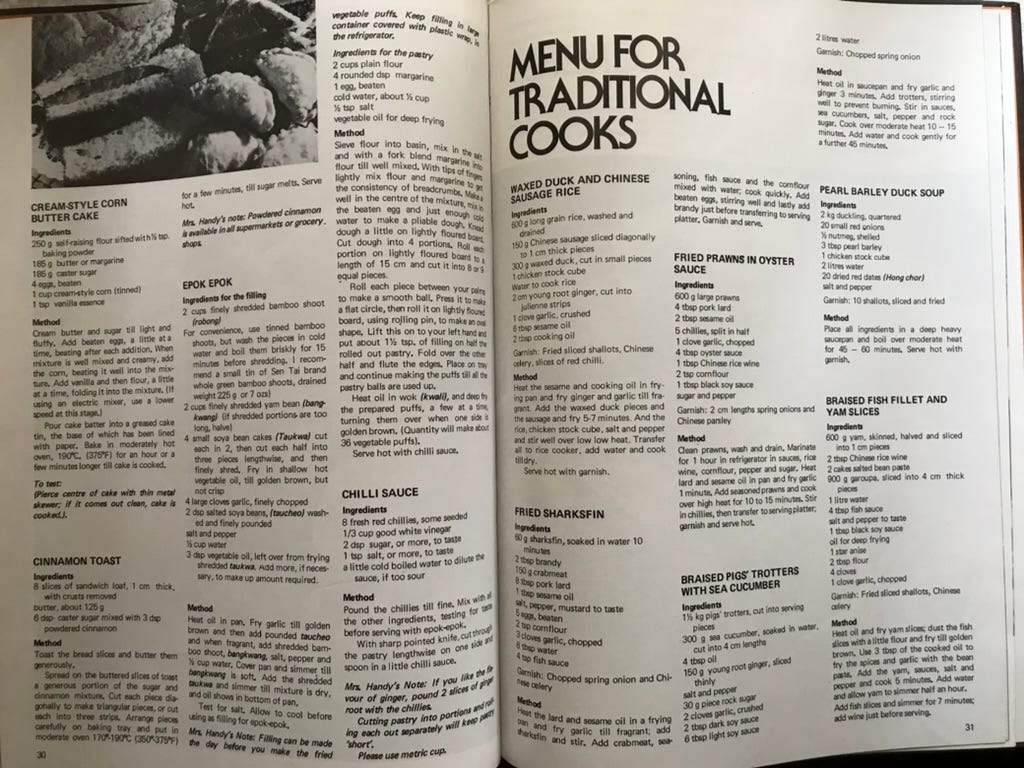 CREAM-STYLE CORN
BUTTER CAKE
Ingredients
250 g self-raising flour sifted with ½ tsp.
baking powder
185 g butter or margarine
185 g caster sugar
4 eggs, beaten
1 cup cream-style corn (tinned)
1 tsp vanilla essence
Method
Cream butter and sugar till light and
fluffy. Add beaten eggs, a little at a
time, beating after each addition. When
mixture is well mixed and creamy, add
the corn, beating it well into the mix-
ture. Add vanilla and then flour, a little
at a time, folding it into the mixture. (If
using an electric mixer, use a lower
speed at this stage.)
Pour cake batter into a greased cake
tin, the base of which has been lined
with paper. Bake in moderately hot
oven, 190°C. (375°F) for an hour or a
few minutes longer till cake is cooked.
To test:
(Pierce centre of cake with thin metal
skewer; if it comes out clean, cake is
cooked.).
CINNAMON TOAST
Ingredients
8 slices of sandwich loaf, 1 cm thick,
with crusts removed
butter, about 125 g
6 dsp caster sugar mixed with 3 dsp
powdered cinnamon
Method
Toast the bread slices and butter them
generously.
Spread on the buttered slices of toast
a generous portion of the sugar and
cinnamon mixture. Cut each piece dia-
gonally to make triangular pieces, or cut
each into three strips. Arrange pieces
carefully on baking tray and put in
moderate oven 170°-190°C (350°-375°F)
30
for a few minutes, till sugar melts. Serve
hot.
Mrs. Handy's note: Powdered cinnamon
is available in all supermarkets or grocery
shops.
EPOK EPOK
Ingredients for the filling
2 cups finely shredded bamboo shoot
(rabong)
For convenience, use tinned bamboo
shoots, but wash the pieces in cold
water and boil them briskly for 15
minutes before shredding. I recom-
mend a small tin of Sen Tai brand
whole green bamboo shoots, drained
weight 225 g or 7 ozs)
2 cups finely shredded yam bean (bang-
kwang) (if shredded portions are too
long, halve)
4 small soya bean cakes (Taukwa) cut
each in 2, then cut each half into
three pieces lengthwise, and then
finely shred. Fry in shallow hot
vegetable oil, till golden brown, but
not crisp
4 large cloves garlic, finely chopped
2 dsp salted soya beans, (taucheo) wash-
ed and finely pounded
salt and pepper
½ cup water
3 dsp vegetable oil, left over from frying
shredded taukwa. Add more, if neces-
sary, to make up amount required.
Method
Heat oil in pan. Fry garlic till golden
brown and then add pounded taucheo
and when fragrant, add shredded bam-
boo shoot, bangkwang, salt, pepper and
½ cup water. Cover pan and simmer till
bangkwang is soft. Add the shredded
taukwa and simmer till mixture is dry,
and oil shows in bottom of pan.
Test for salt. Allow to cool before
using as filling for epok-epok.
Mrs. Handy's Note: Filling can be made
the day before you make the fried
vegetable puffs. Keep filling in large
container covered with plastic wrap, in
the refrigerator.
Ingredients for the pastry
2 cups plain flour
4 rounded dsp margarine
1 egg, beaten
cold water, about ½ cup
½ tsp salt
vegetable oil for deep frying
Method
Sieve flour into basin, mix in the salt
and with a fork blend margarine into
flour till well mixed. With tips of fingers
lightly mix flour and margarine to get
the consistency of breadcrumbs. Make a
well in the centre of the mixture, mix in
the beaten egg and just enough cold
water to make a pliable dough. Knead
dough a little on lightly floured board.
Cut dough into 4 portions. Roll each
portion on lightly floured board to a
length of 15 cm and cut it into 8 or 9
equal pieces.
Roll each piece between your palms
to make a smooth ball. Press it to make
a flat circle, then roll it on lightly floured
board, using rolling pin, to make an oval
shape. Lift this on to your left hand and
put about 1½ tsp. of filling on half the
rolled out pastry. Fold over the other
half and flute the edges. Place on tray
and continue making the puffs till all the
pastry balls are used up.
Heat oil in wok (kwali), and deep fry
the prepared puffs, a few at a time,
turning them over when one side is
golden brown. (Quantity will make about
36 vegetable puffs).
Serve hot with chilli sauce.
CHILLI SAUCE
Ingredients
8 fresh red chillies, some seeded
1/3 cup good white vinegar
2 dsp sugar, or more, to taste
1 tsp salt, or more, to taste
a little cold boiled water to dilute the
sauce, if too sour
Method
Pound the chillies till fine. Mix with all
the other ingredients, testing for taste
before serving with epok-epok.
With sharp pointed knife, cut through
the pastry lengthwise on one side and
spoon in a little chilli sauce.
Mrs. Handy's Note: If you like the fla-
vour of ginger, pound 2 slices of ginger
root with the chillies.
Cutting pastry into portions and roll-
ing each out separately will keep pastry
'short'.
Please use metric cup.
MENU FOR
TRADITIONAL
COOKS
WAXED DUCK AND CHINESE
SAUSAGE RICE
Ingredients
600 g long grain rice, washed and
drained
160 g Chinese sausage sliced diagonally
to 1 cm thick pieces
300 g waxed duck, cut in small pieces
1 chicken stock cube
Water to cook rice
2 cm young root ginger, cut into
julienne strips
1 clove garlic, crushed
6 tbsp sesame oil
2 tbsp cooking oil
Garnish: Fried sliced shallots, Chinese
celery, slices of red chilli.
Method
Heat the sesame and cooking oil in fry-
ing pan and fry ginger and garlic till fra-
grant. Add the waxed duck pieces and
the sausage and fry 5-7 minutes. And the
rice, chicken stock cube, salt and pepper
and stir well over low low heat. Transfer
all to rice cooker, add water and cook
till dry.
Serve hot with garnish.
FRIED SHARKSFIN
Ingredients
60 g sharksfin, soaked in water 10
minutes
2 tbsp brandy
150 g crabmeat
8 tbsp pork lard
1 tbsp sesame oil
salt, pepper, mustard to taste
5 eggs, beaten
2 tsp cornflour
3 cloves garlic, chopped
6 tbsp water
4 tsp fish sauce
Garnish: Chopped spring onion and Chi-
nese celery
Method
Heat the lard and sesame oil in a frying
pan and fry garlic till fragrant; add
sharksfin and stir. Add crabmeat, sea-
soning, fish sauce and the cornflour
mixed with water; cook quickly. Add
beaten eggs, stirring well and lastly add
brandy just before transferring to serving
platter. Garnish and serve.
FRIED PRAWNS IN OYSTER
SAUCE
Ingredients
600 g large prawns
4 tbsp pork lard
2 tbsp sesame oil
5 chillies, split in half
1 clove garlic, chopped
4 tbsp oyster sauce
1 tbsp Chinese rice wine
2 tsp cornflour
1 tbsp black soy sauce
sugar and pepper
Garnish: 2 cm lengths spring onions and
Chinese parsley
Method
Clean prawns, wash and drain. Marinate
for 1 hour in refrigerator in sauces, rice
wine, cornflour, pepper and sugar. Heat
lard and sesame oil in pan and fry garlic
1 minute. Add seasoned prawns and cook
over high heat for 10 to 15 minutes. Stir
in chillies, then transfer to serving platter;
garnish and serve hot.
BRAISED PIGS' TROTTERS
WITH SEA CUCUMBER
Ingredients
1½ kg pigs' trotters, cut into serving
pieces
300 g sea cucumber, soaked in water,
cut into 4 cm lengths
4 tbsp oil
150 g young root ginger, sliced
thinly
salt and pepper
30 g piece rock sugar
2 cloves garlic, crushed
2 tbsp dark soy sauce
6 tbsp light soy sauce
2 litres water
Garnish: Chopped spring onion
Method
Heat oil in saucepan and fry garlic and
ginger 3 minutes. Add trotters, stirring
well to prevent burning. Stir in sauces,
sea cucumbers, salt, pepper and rock
sugar. Cook over moderate heat 10 – 15
minutes. Add water and cook gently for
a further 45 minutes.
PEARL BARLEY DUCK SOUP
Ingredients
2 kg duckling, quartered
20 small red onions
½ nutmeg, shelled
3 tbsp pearl barley
1 chicken stock cube
2 litres water
20 dried red dates (Hong chor)
salt and pepper
Garnish: 10 shallots, sliced and fried
Method
Place all ingredients in a deep heavy
saucepan and boil over moderate heat
for 45 – 60 minutes. Serve hot with
garnish.
BRAISED FISH FILLET AND
YAM SLICES
Ingredients
600 g yam, skinned, halved and sliced
into 1 cm pieces
2 tbsp Chinese rice wine
2 cakes salted bean paste
900 g garoupa, sliced into 4 cm thick
pieces
1 litre water
4 tbsp fish sauce
salt and pepper to taste
1 tbsp black soy sauce
oil for deep frying
1 star anise
2 tbsp flour
4 cloves
1 clove garlic, chopped
Garnish: Fried sliced shallots, Chinese
celery
Method
Heat oil and fry yam slices; dust the fish
slices with a little flour and fry till golden
brown. Use 3 tbsp of the cooked oil to
fry the spices and garlic with the bean
paste. Add the yam, sauces, salt and
pepper and cook 5 minutes. Add water
and allow yam to simmer half an hour.
Add fish slices and simmer for 7 minutes;
add wine just before serving.
31